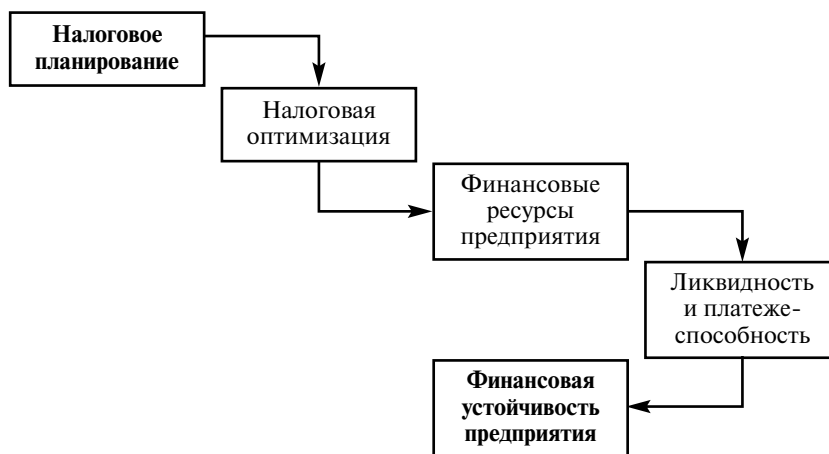 Налоговое
планирование
Налоговая
оптимизация
Финансовые
ресурсы
предприятия
Ликвидность
и платеже-
способность
Финансовая
устойчивость
предприятия